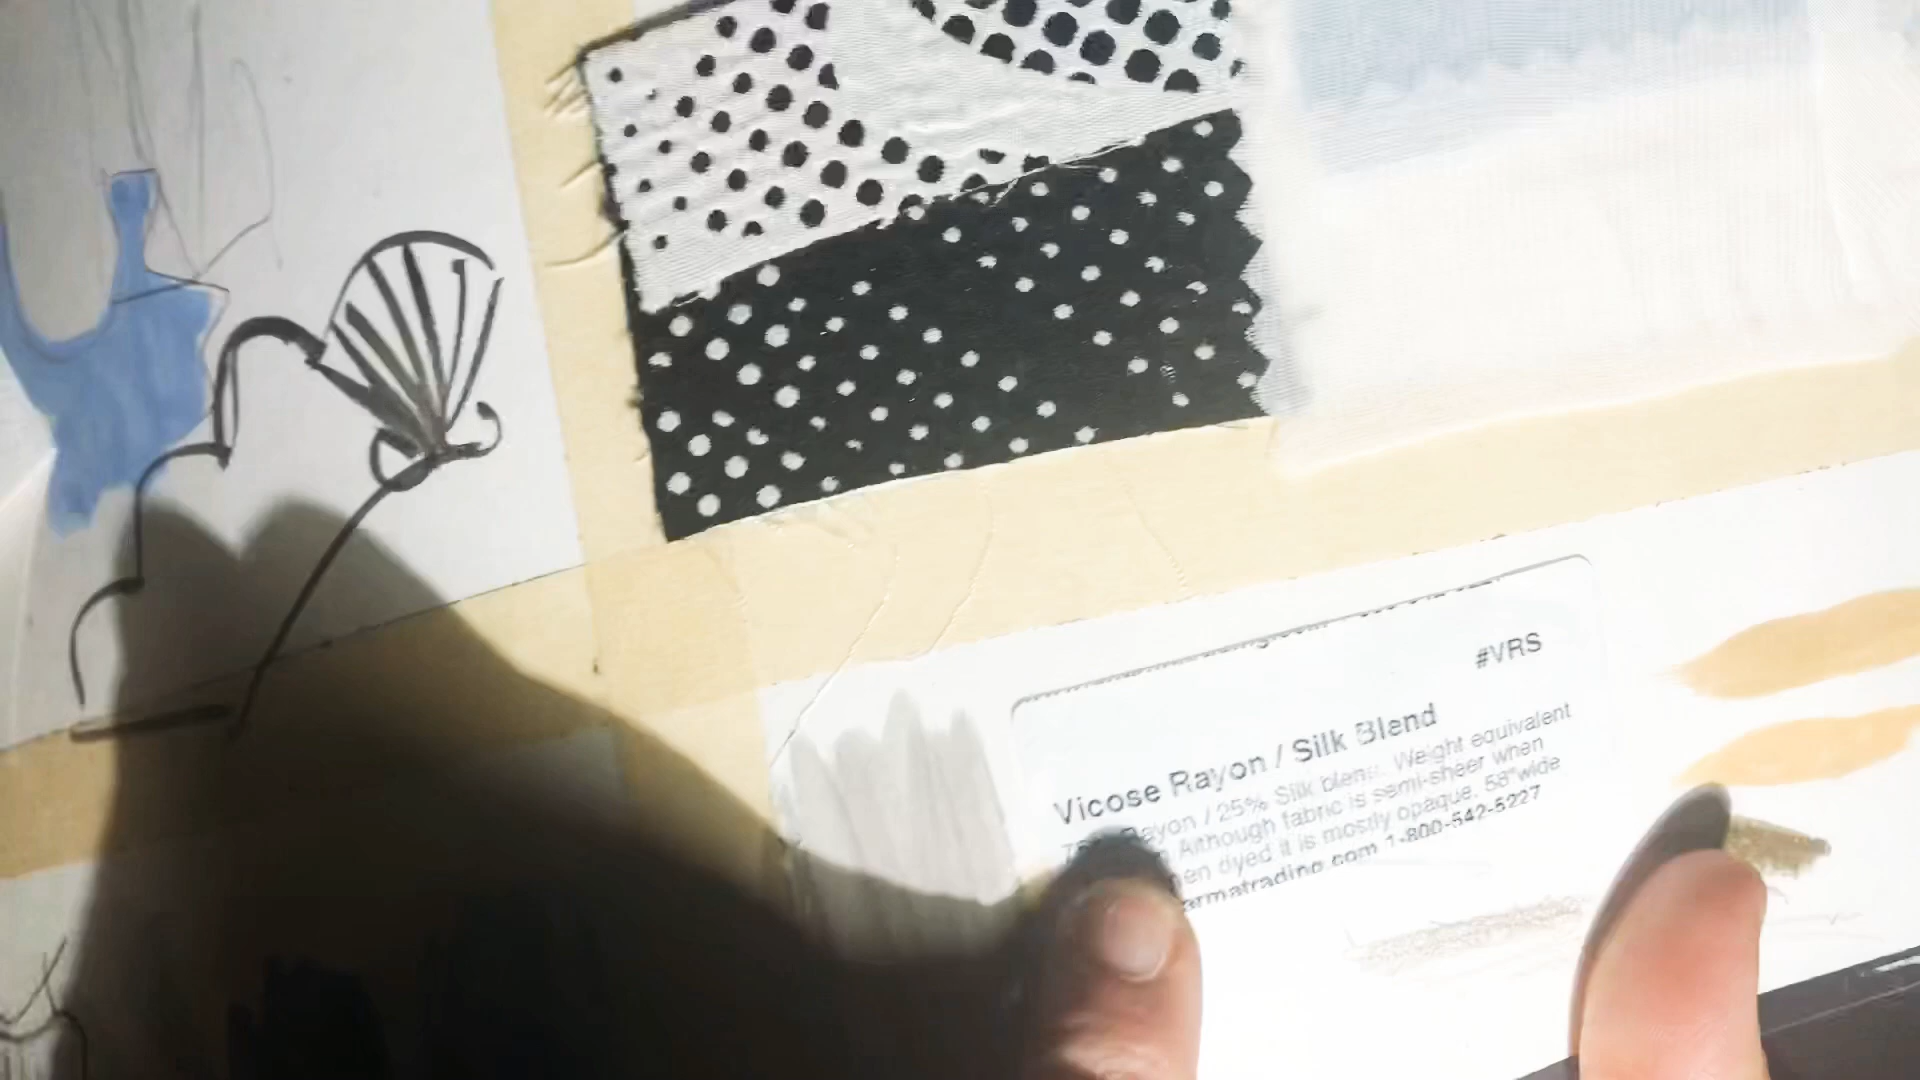 #VRS
Vicose Rayon / Silk Blend
Rayon / 25% Silk blend. Weight equivalent
Although fabric is semi-sheer when
dyed it is mostly opaque. 58"wide
1-800-542-5227